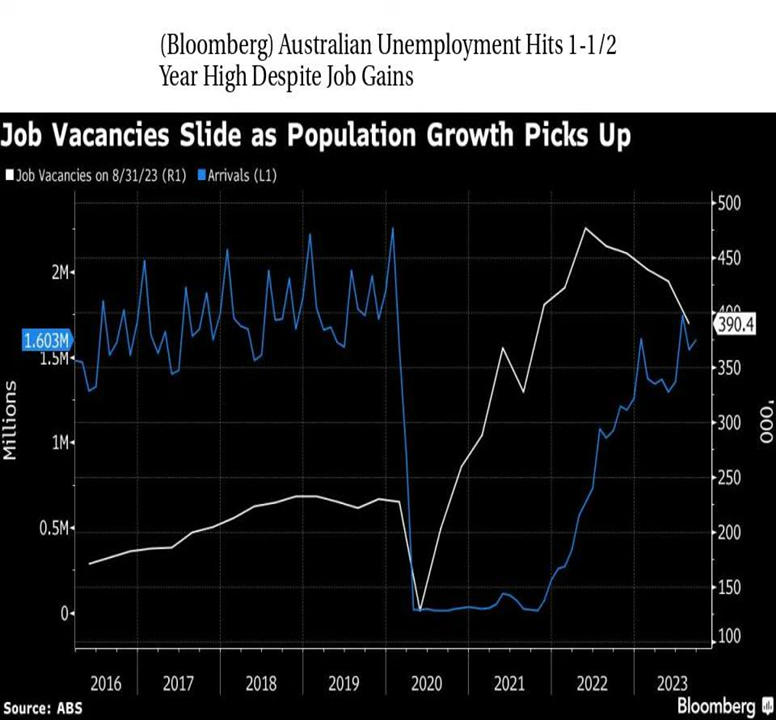 (Bloomberg) Australian Unemployment Hits 1-1/2
Year High Despite Job Gains
Job Vacancies Slide as Population Growth Picks Up
Job Vacancies on 8/31/23 (R1) Arrivals (L1)
500
2M
450
400
390.4
1.603M
1.5M
350
Millions
1M
300
'000
250
0.5M
200
150
0
100
2016 2017 2018 2019 2020 2021 2022 2023
Source: ABS
Bloomberg